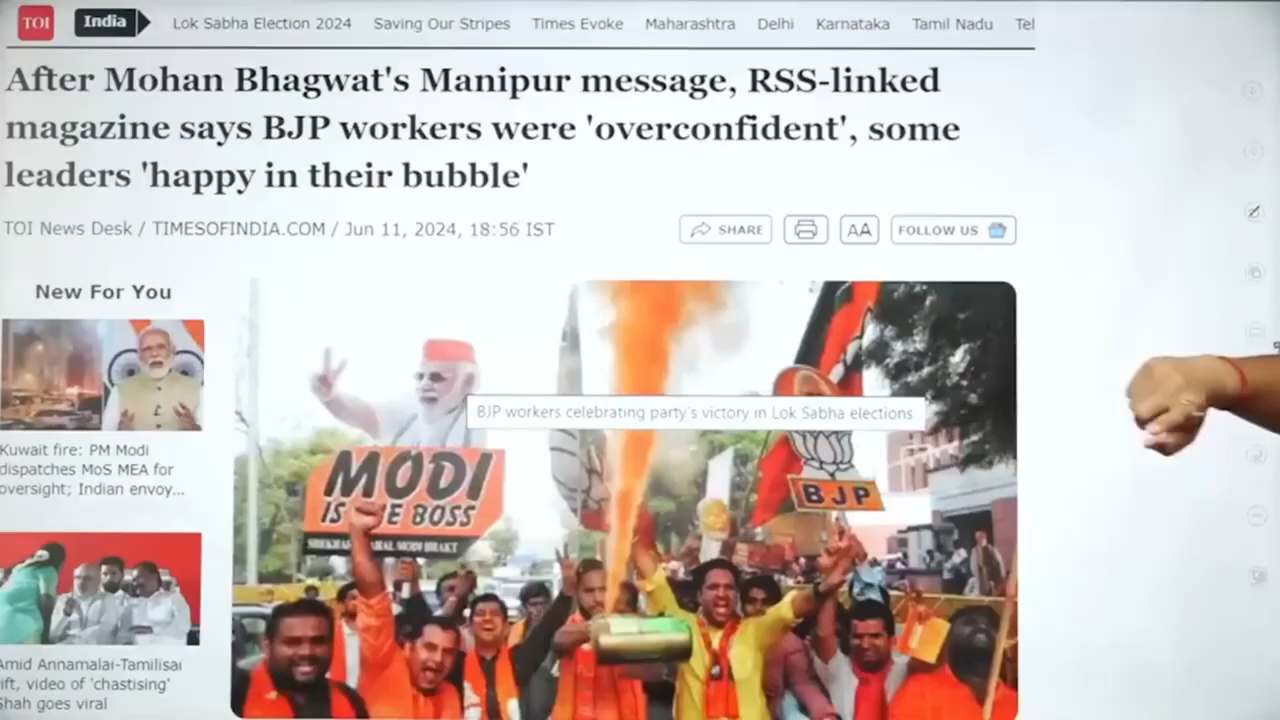 TOI India Lok Sabha Election 2024 Saving Our Stripes Times Evoke Maharashtra Delhi Karnataka Tamil Nadu Tel
After Mohan Bhagwat's Manipur message, RSS-linked
magazine says BJP workers were 'overconfident', some
leaders 'happy in their bubble'
TOI News Desk / TIMESOFINDIA.COM / Jun 11, 2024, 18:56 IST
SHARE AA FOLLOW US
New For You
Kuwait fire: PM Modi
dispatches MoS MEA for
oversight; Indian envoy...
Amid Annamalai-Tamilisai
ift, video of 'chastising'
Shah goes viral
BJP workers celebrating party's victory in Lok Sabha elections
MODI
IS E BOSS
MODI BHAKT
BJP